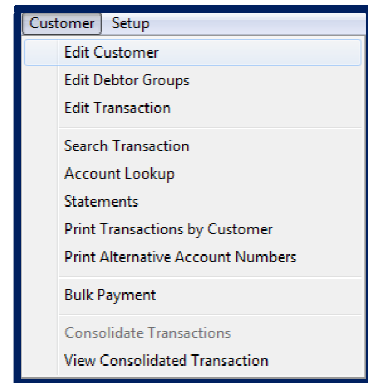 Customer Setup
Edit Customer
Edit Debtor Groups
Edit Transaction
Search Transaction
Account Lookup
Statements
Print Transactions by Customer
Print Alternative Account Numbers
Bulk Payment
Consolidate Transactions
View Consolidated Transaction